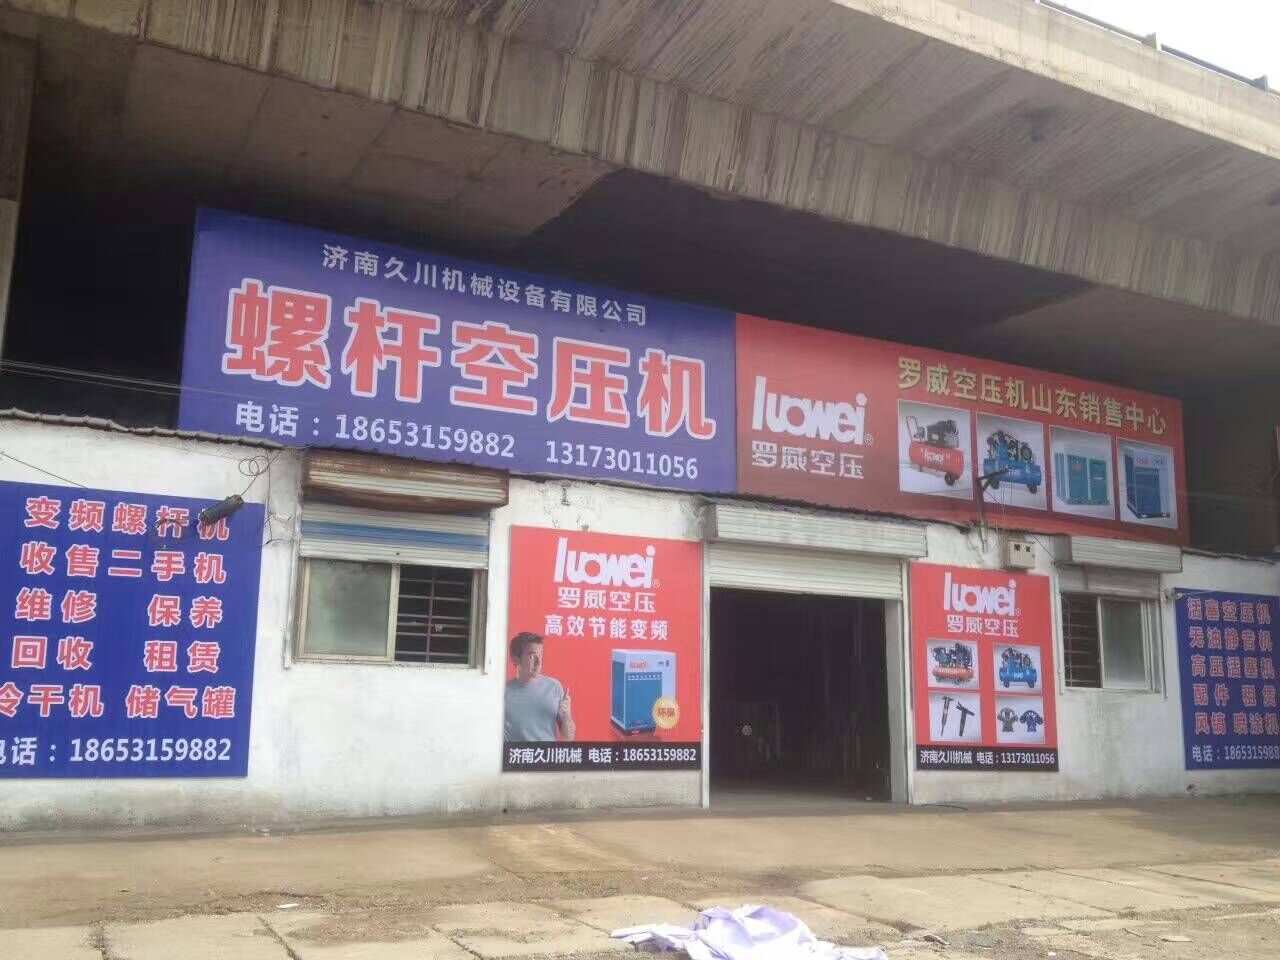 济南久川机械设备有限公司
螺杆空压机
电话：18653159882 13173011056
luowei®
罗威空压
罗威空压机山东销售中心
变频螺杆机
收售二手机
维修 保养
回收 租赁
冷干机 储气罐
电话：18653159882
luowei®
罗威空压
高效节能变频
环保
济南久川机械 电话：18653159882
luowei®
罗威空压
济南久川机械 电话：13173011056
活塞空压机
无油静音机
高压活塞机
配件 租赁
风镐 喷涂机
电话：18653159882